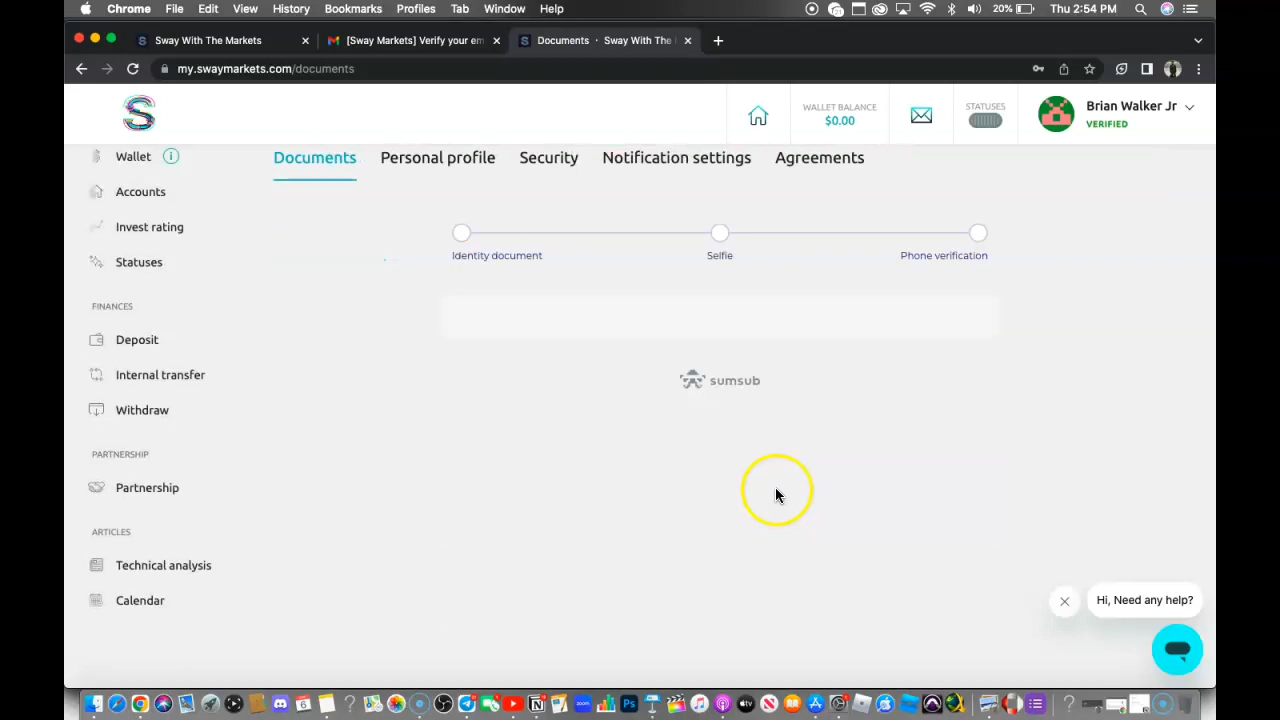 Chrome File Edit View History Bookmarks Profiles Tab Window Help 20% Thu 2:54 PM
Sway With The Markets [Sway Markets] Verify your em Documents · Sway With The
my.swaymarkets.com/documents
S
WALLET BALANCE
$0.00
STATUSES
Brian Walker Jr
VERIFIED
Wallet
Accounts
Invest rating
Statuses
FINANCES
Deposit
Internal transfer
Withdraw
PARTNERSHIP
Partnership
ARTICLES
Technical analysis
Calendar
Documents Personal profile Security Notification settings Agreements
Identity document Selfie Phone verification
sumsub
Hi, Need any help?